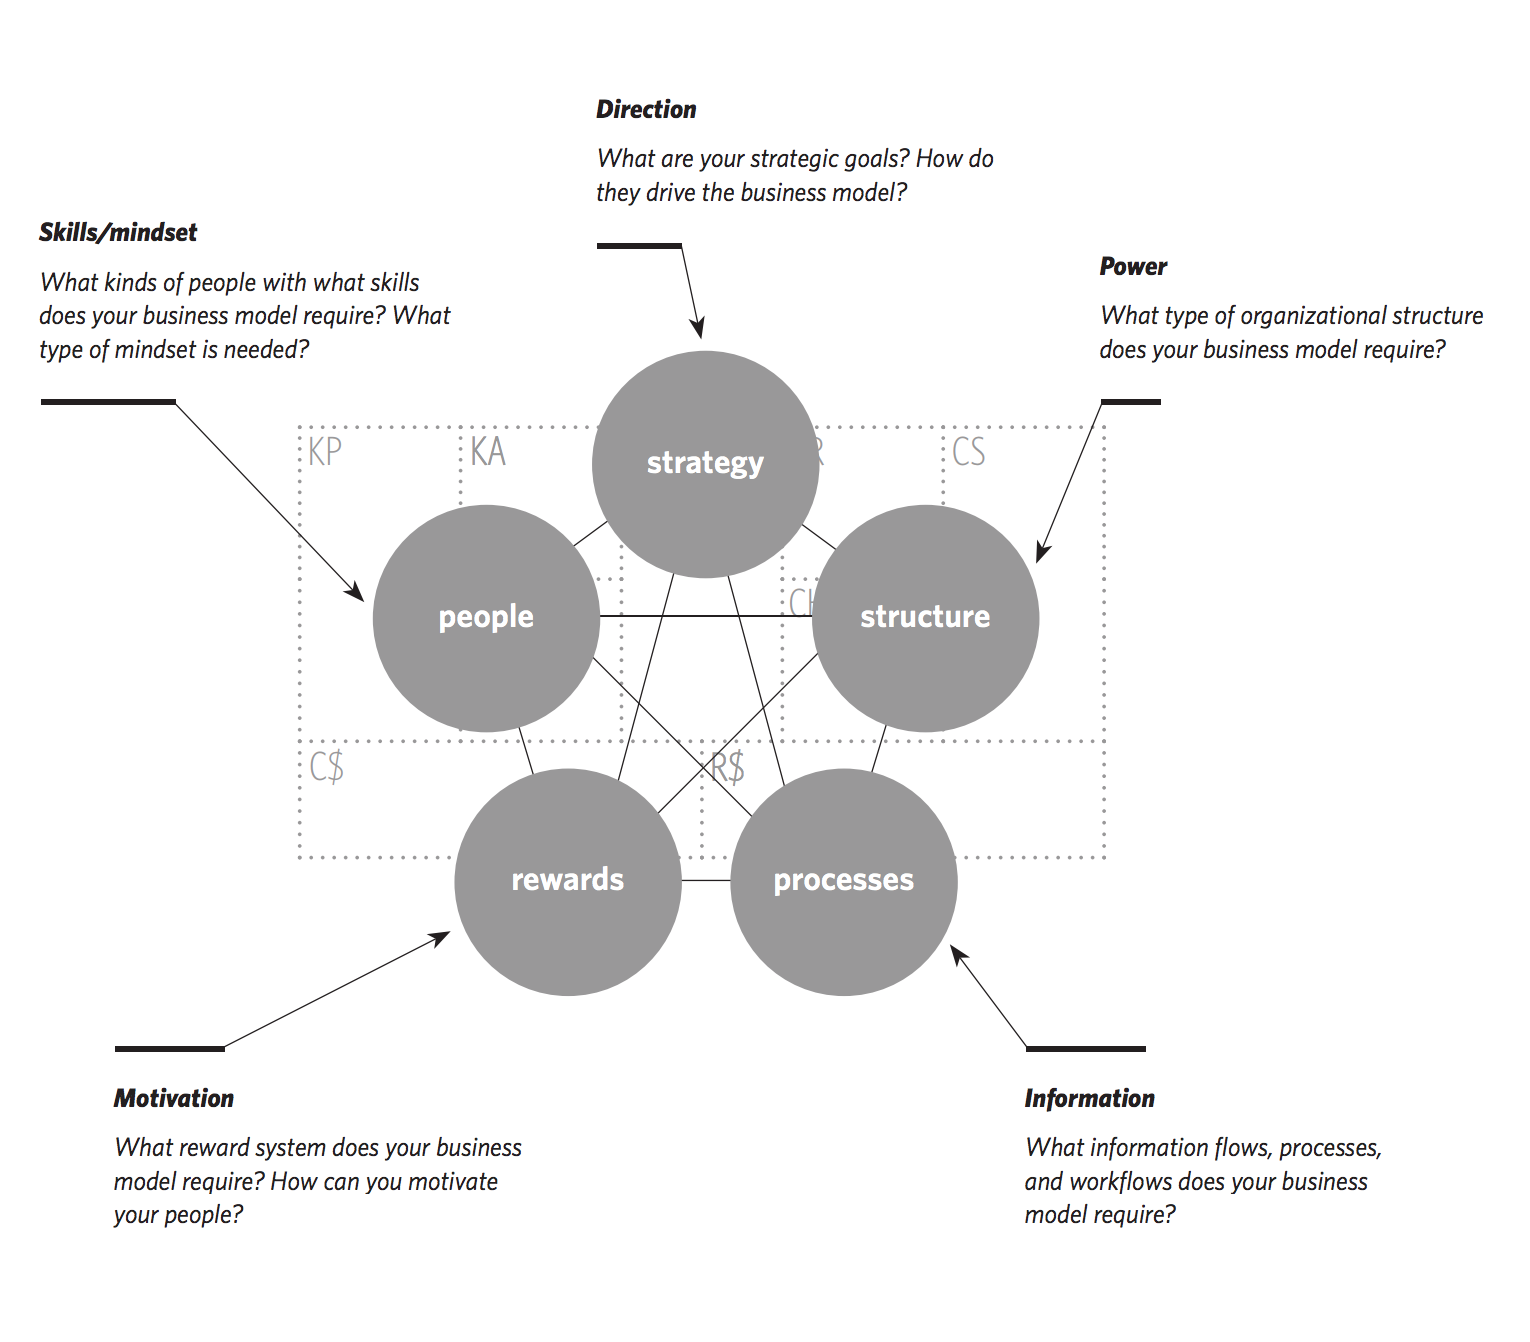 Direction
What are your strategic goals? How do
they drive the business model?
Skills/mindset
What kinds of people with what skills
does your business model require? What
type of mindset is needed?
Power
What type of organizational structure
does your business model require?
KP
KA
CS
strategy
people
structure
C$
R$
rewards
processes
Motivation
What reward system does your business
model require? How can you motivate
your people?
Information
What information flows, processes,
and workflows does your business
model require?